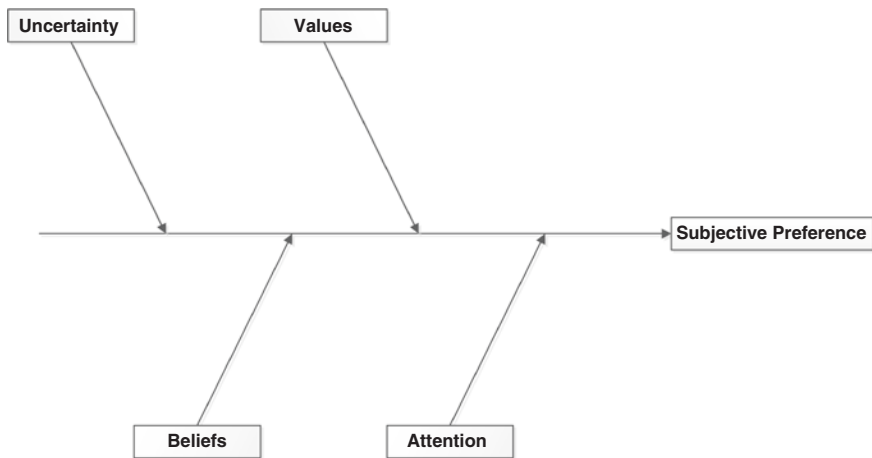 Uncertainty
Values
Subjective Preference
Beliefs
Attention